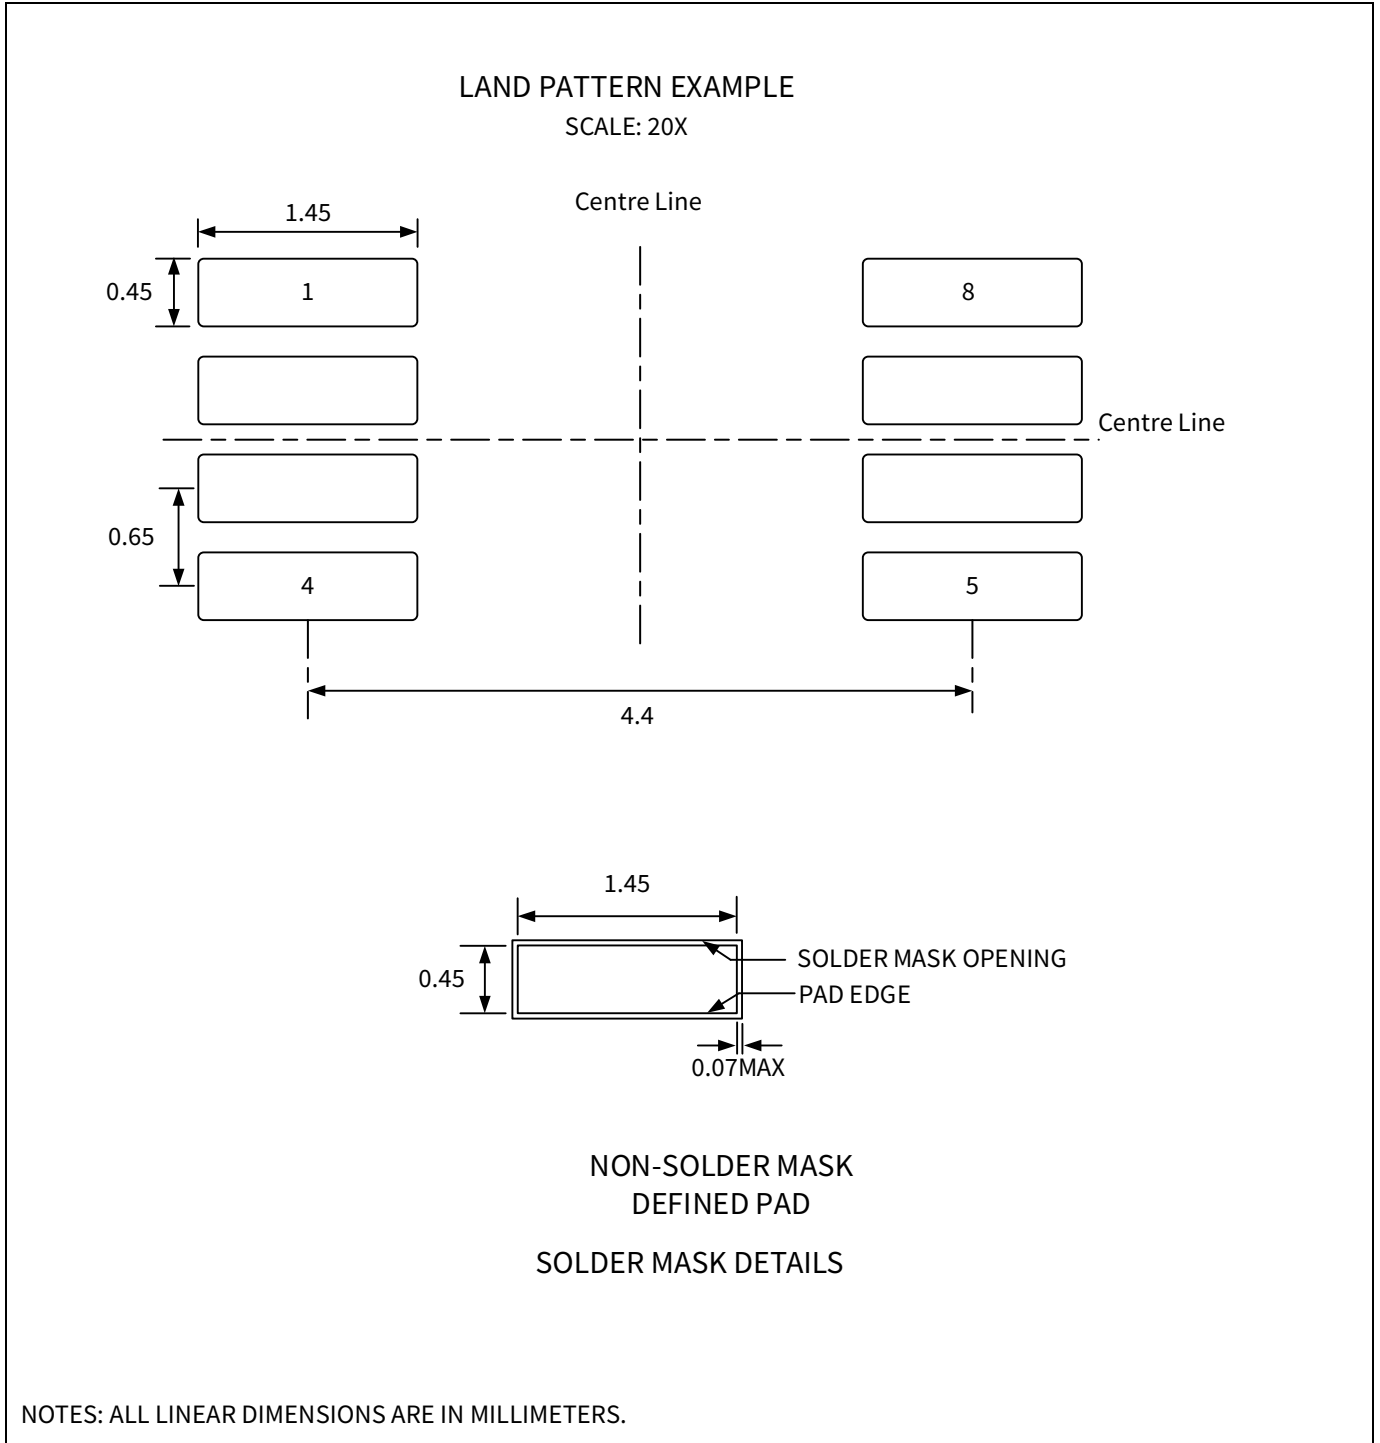 LAND PATTERN EXAMPLE
SCALE: 20X
Centre Line
1.45
0.45
1
8
Centre Line
0.65
4
5
4.4
1.45
0.45
SOLDER MASK OPENING
PAD EDGE
0.07MAX
NON-SOLDER MASK
DEFINED PAD
SOLDER MASK DETAILS
NOTES: ALL LINEAR DIMENSIONS ARE IN MILLIMETERS.